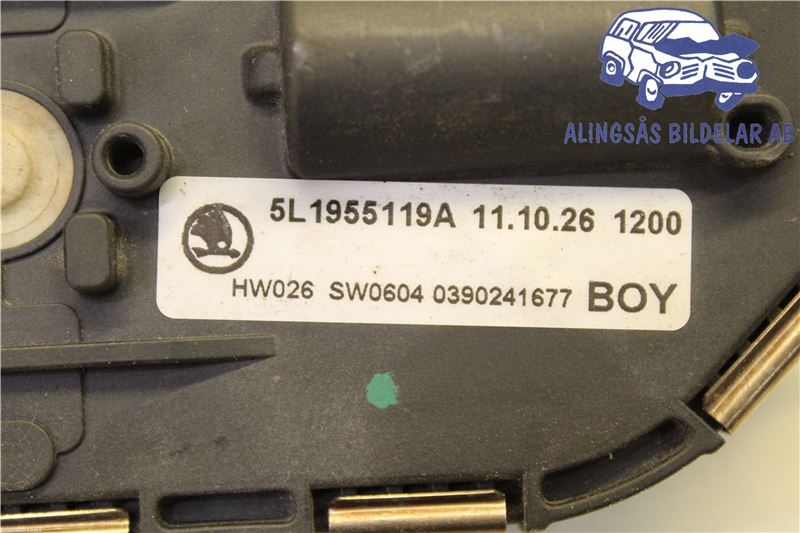 ALINGSÅS BILDELAR AB
5L1955119A 11.10.26 1200
HW026 SW0604 0390241677 BOY